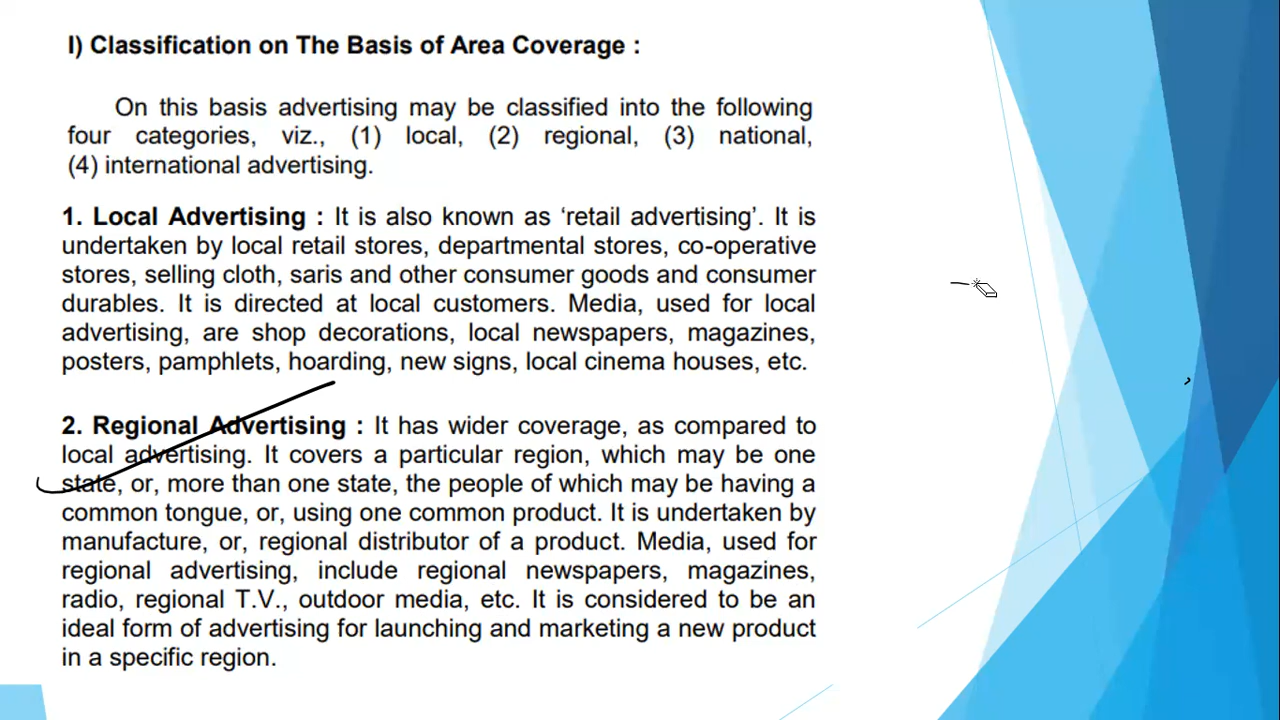 I) Classification on The Basis of Area Coverage :
On this basis advertising may be classified into the following
four categories, viz., (1) local, (2) regional, (3) national,
(4) international advertising.
1. Local Advertising : It is also known as ‘retail advertising’. It is
undertaken by local retail stores, departmental stores, co-operative
stores, selling cloth, saris and other consumer goods and consumer
durables. It is directed at local customers. Media, used for local
advertising, are shop decorations, local newspapers, magazines,
posters, pamphlets, hoarding, new signs, local cinema houses, etc.
2. Regional Advertising : It has wider coverage, as compared to
local advertising. It covers a particular region, which may be one
state, or, more than one state, the people of which may be having a
common tongue, or, using one common product. It is undertaken by
manufacture, or, regional distributor of a product. Media, used for
regional advertising, include regional newspapers, magazines,
radio, regional T.V., outdoor media, etc. It is considered to be an
ideal form of advertising for launching and marketing a new product
in a specific region.